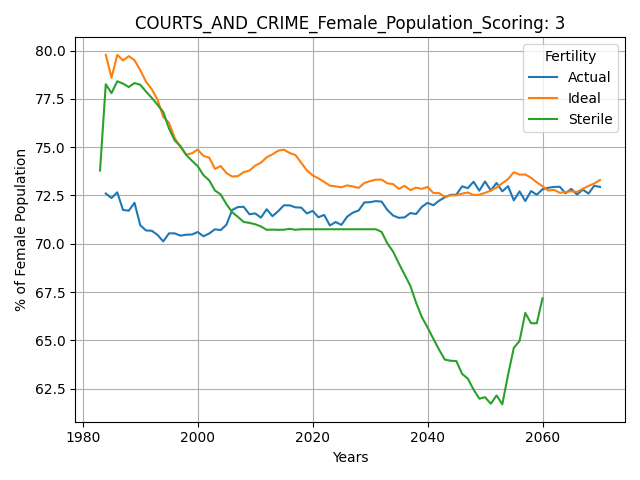 COURTS_AND_CRIME_Female_Population_Scoring: 3
Fertility
Actual
Ideal
Sterile
% of Female Population
80.0
77.5
75.0
72.5
70.0
67.5
65.0
62.5
1980
2000
2020
2040
2060
Years